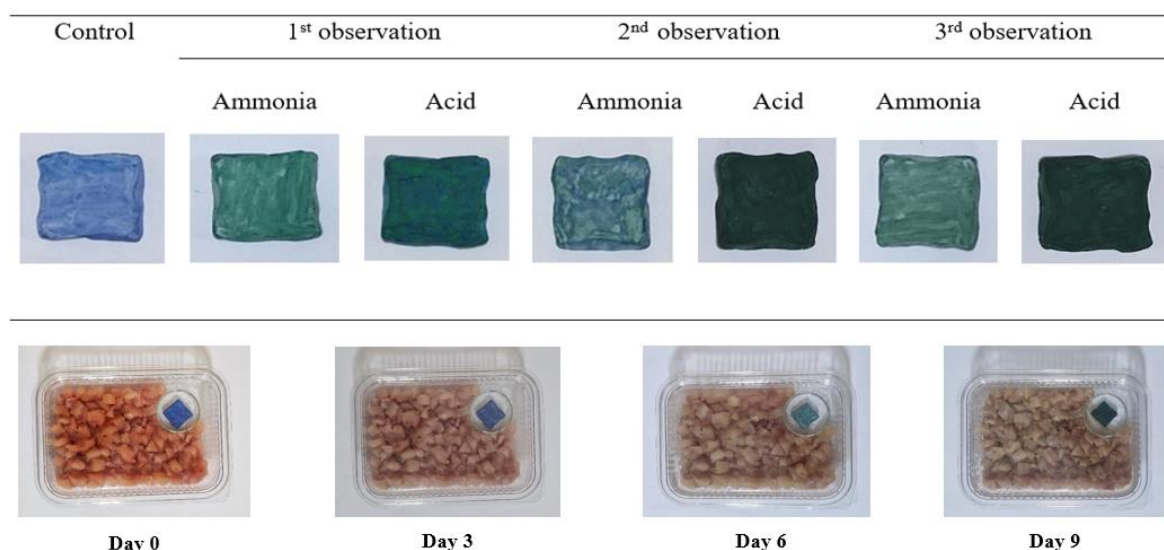 Control 1st observation 2nd observation 3rd observation
Ammonia Acid Ammonia Acid Ammonia Acid
Day 0 Day 3 Day 6 Day 9